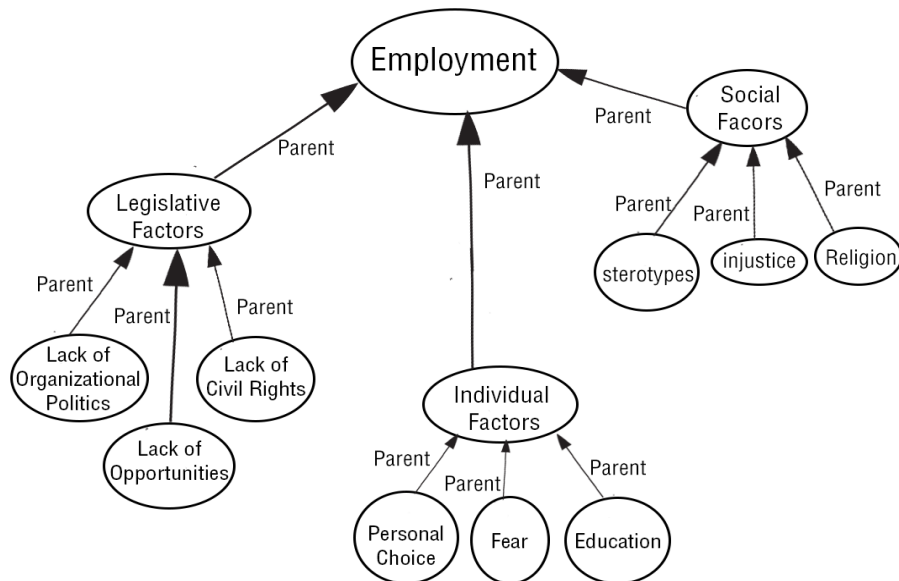 Employment
Social
Facors
Parent
Parent
Parent
Legislative
Factors
Parent
Parent
Parent
sterotypes
injustice
Religion
Parent
Parent
Parent
Lack of
Organizational
Politics
Lack of
Civil Rights
Lack of
Opportunities
Individual
Factors
Parent
Parent
Parent
Personal
Choice
Fear
Education